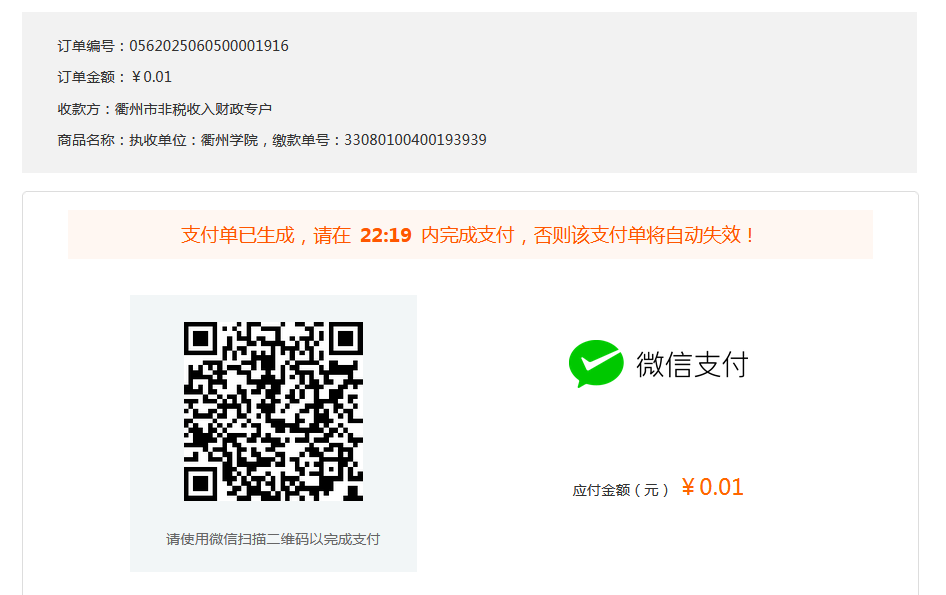 订单编号：0562025060500001916
订单金额：￥0.01
收款方：衢州市非税收入财政专户
商品名称：执收单位：衢州学院，缴款单号：33080100400193939
支付单已生成，请在 22:19 内完成支付，否则该支付单将自动失效！
微信支付
应付金额（元） ￥0.01
请使用微信扫描二维码以完成支付